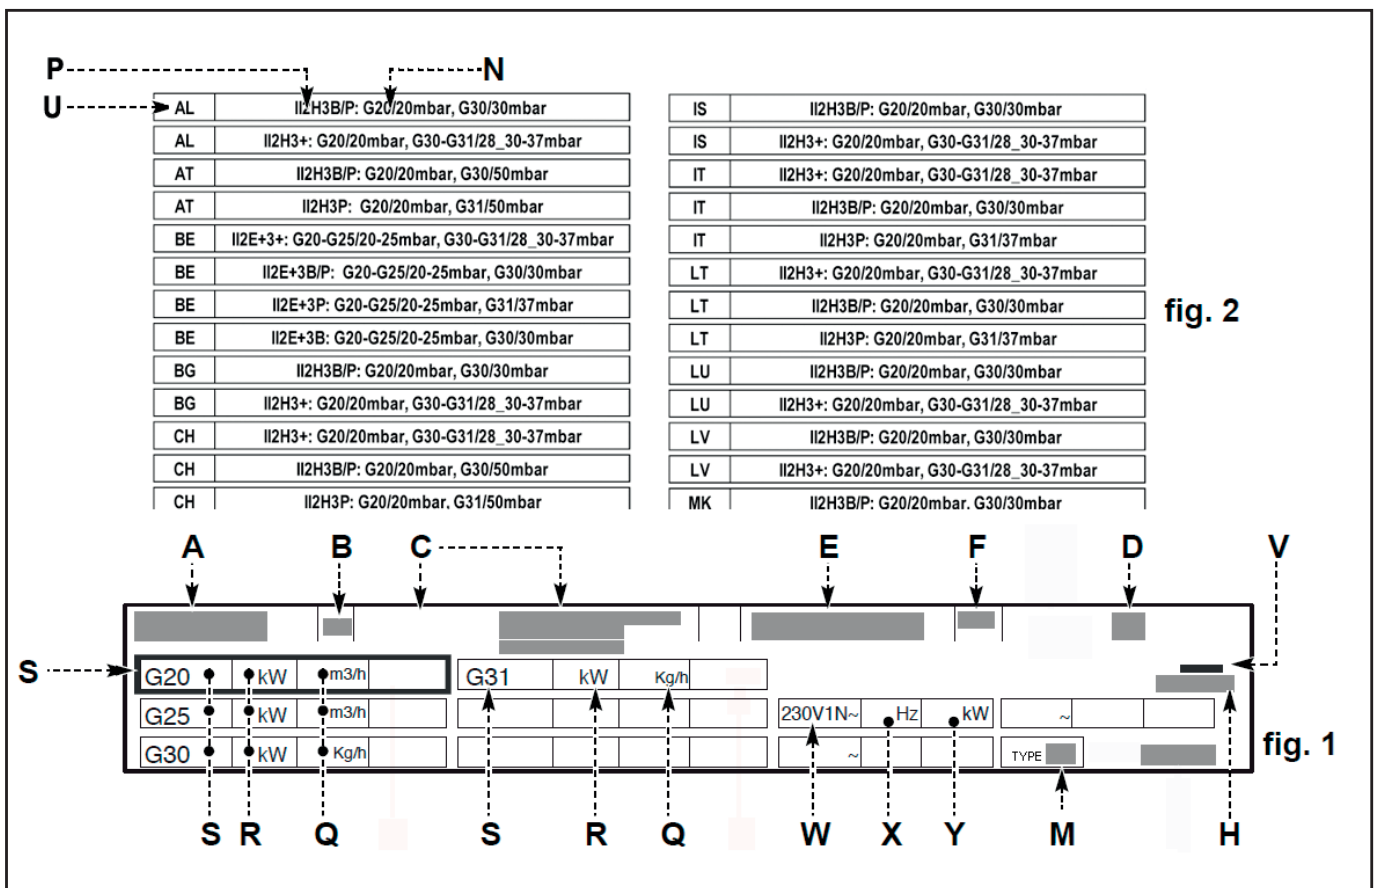 P N
U
AL II2H3B/P: G20/20mbar, G30/30mbar
AL II2H3+: G20/20mbar, G30-G31/28_30-37mbar
AT II2H3B/P: G20/20mbar, G30/50mbar
AT II2H3P: G20/20mbar, G31/50mbar
BE II2E+3+: G20-G25/20-25mbar, G30-G31/28_30-37mbar
BE II2E+3B/P: G20-G25/20-25mbar, G30/30mbar
BE II2E+3P: G20-G25/20-25mbar, G31/37mbar
BE II2E+3B: G20-G25/20-25mbar, G30/30mbar
BG II2H3B/P: G20/20mbar, G30/30mbar
BG II2H3+: G20/20mbar, G30-G31/28_30-37mbar
CH II2H3+: G20/20mbar, G30-G31/28_30-37mbar
CH II2H3B/P: G20/20mbar, G30/50mbar
CH II2H3P: G20/20mbar, G31/50mbar
IS II2H3B/P: G20/20mbar, G30/30mbar
IS II2H3+: G20/20mbar, G30-G31/28_30-37mbar
IT II2H3+: G20/20mbar, G30-G31/28_30-37mbar
IT II2H3B/P: G20/20mbar, G30/30mbar
IT II2H3P: G20/20mbar, G31/37mbar
LT II2H3+: G20/20mbar, G30-G31/28_30-37mbar
LT II2H3B/P: G20/20mbar, G30/30mbar
LT II2H3P: G20/20mbar, G31/37mbar
LU II2H3B/P: G20/20mbar, G30/30mbar
LU II2H3+: G20/20mbar, G30-G31/28_30-37mbar
LV II2H3B/P: G20/20mbar, G30/30mbar
LV II2H3+: G20/20mbar, G30-G31/28_30-37mbar
MK II2H3B/P: G20/20mbar, G30/30mbar
fig. 2
A B C E F D V
S G20 kW m3/h G31 kW Kg/h
G25 kW m3/h 230V1N~ Hz kW ~
G30 kW Kg/h ~ TYPE
fig. 1
S R Q S R Q W X Y M H